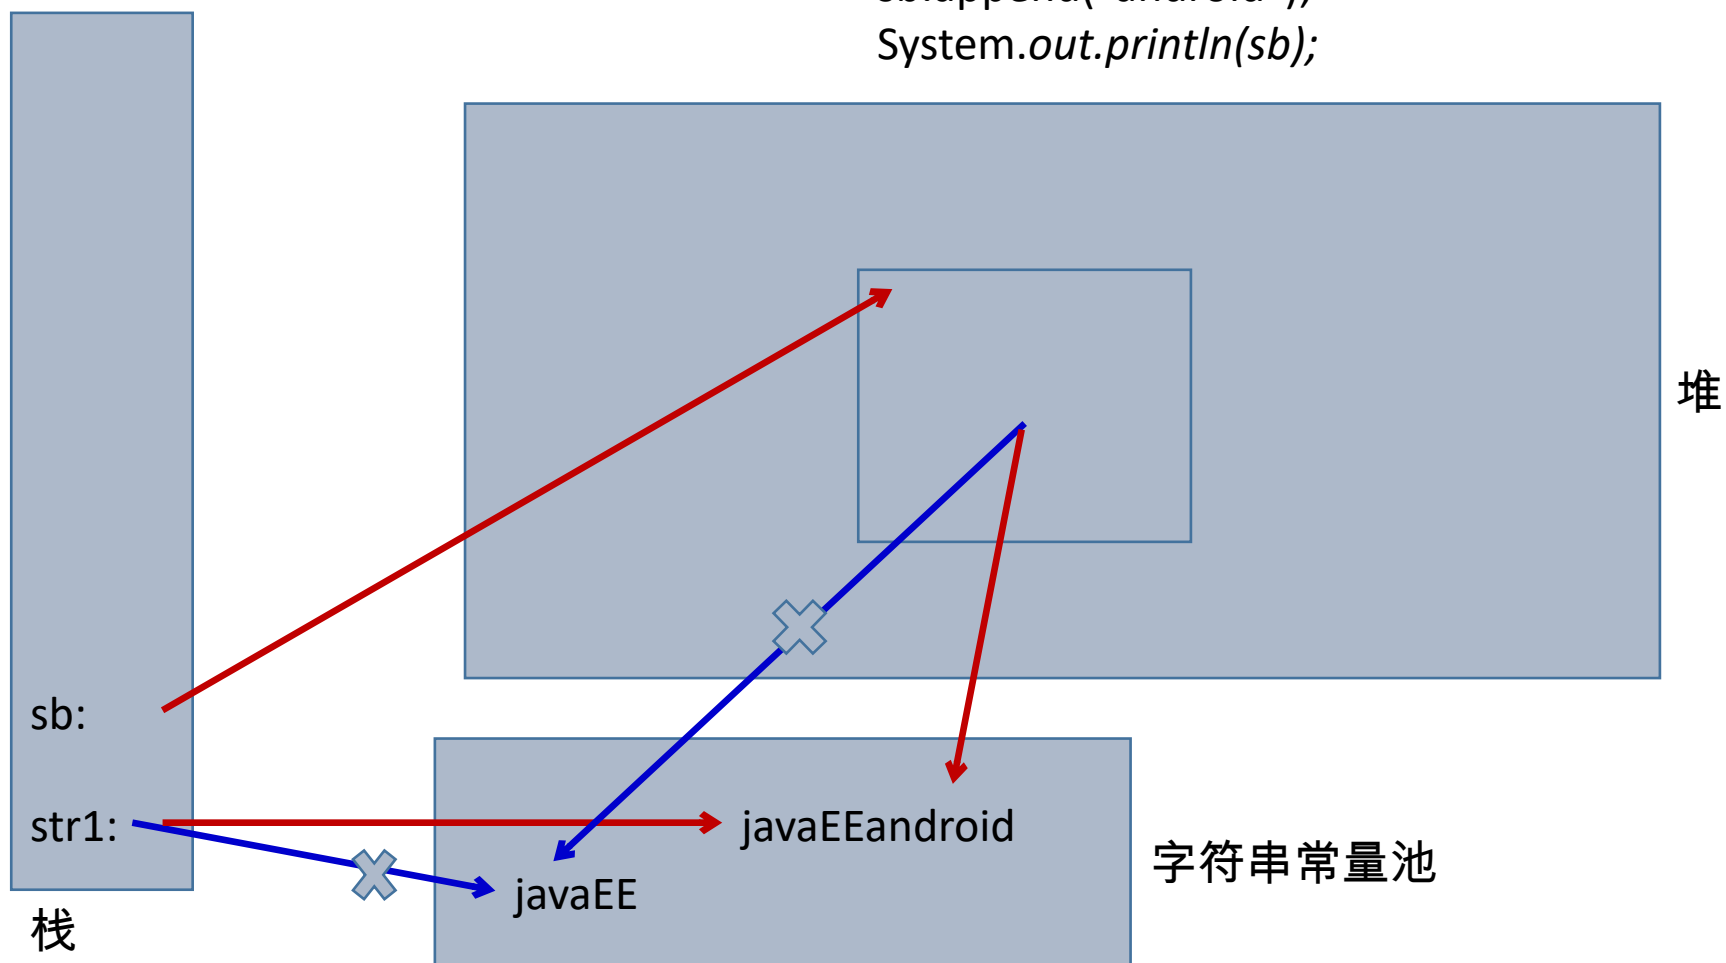 System.out.println(sb);
堆
sb:
str1:
javaEEandroid
字符串常量池
javaEE
栈